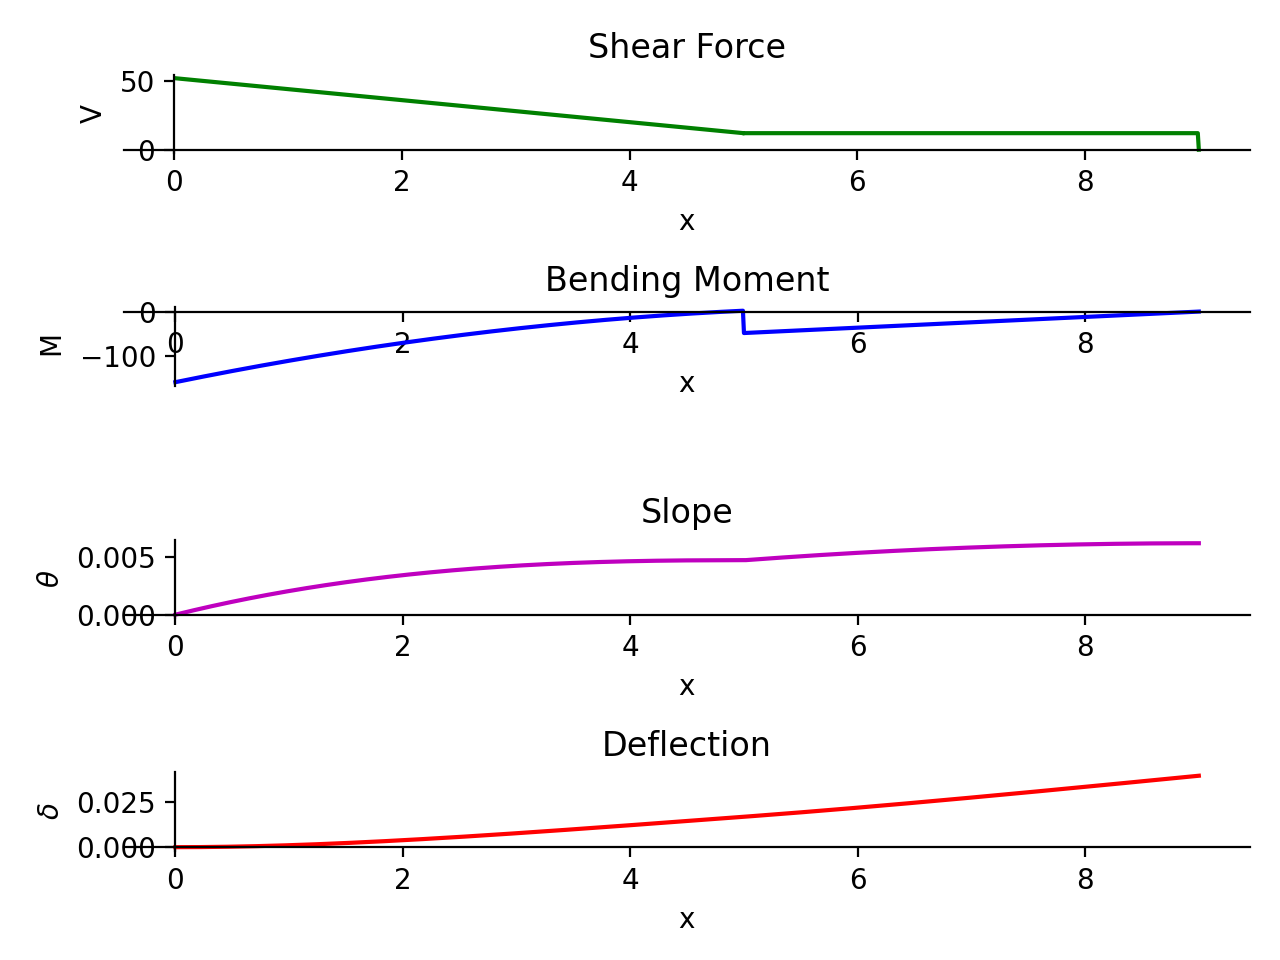 Shear Force
50
V
0
0 2 4 6 8
x
Bending Moment
0
M
−100
0 2 4 6 8
x
Slope
0.005
θ
0.000
0 2 4 6 8
x
Deflection
0.025
δ
0.000
0 2 4 6 8
x